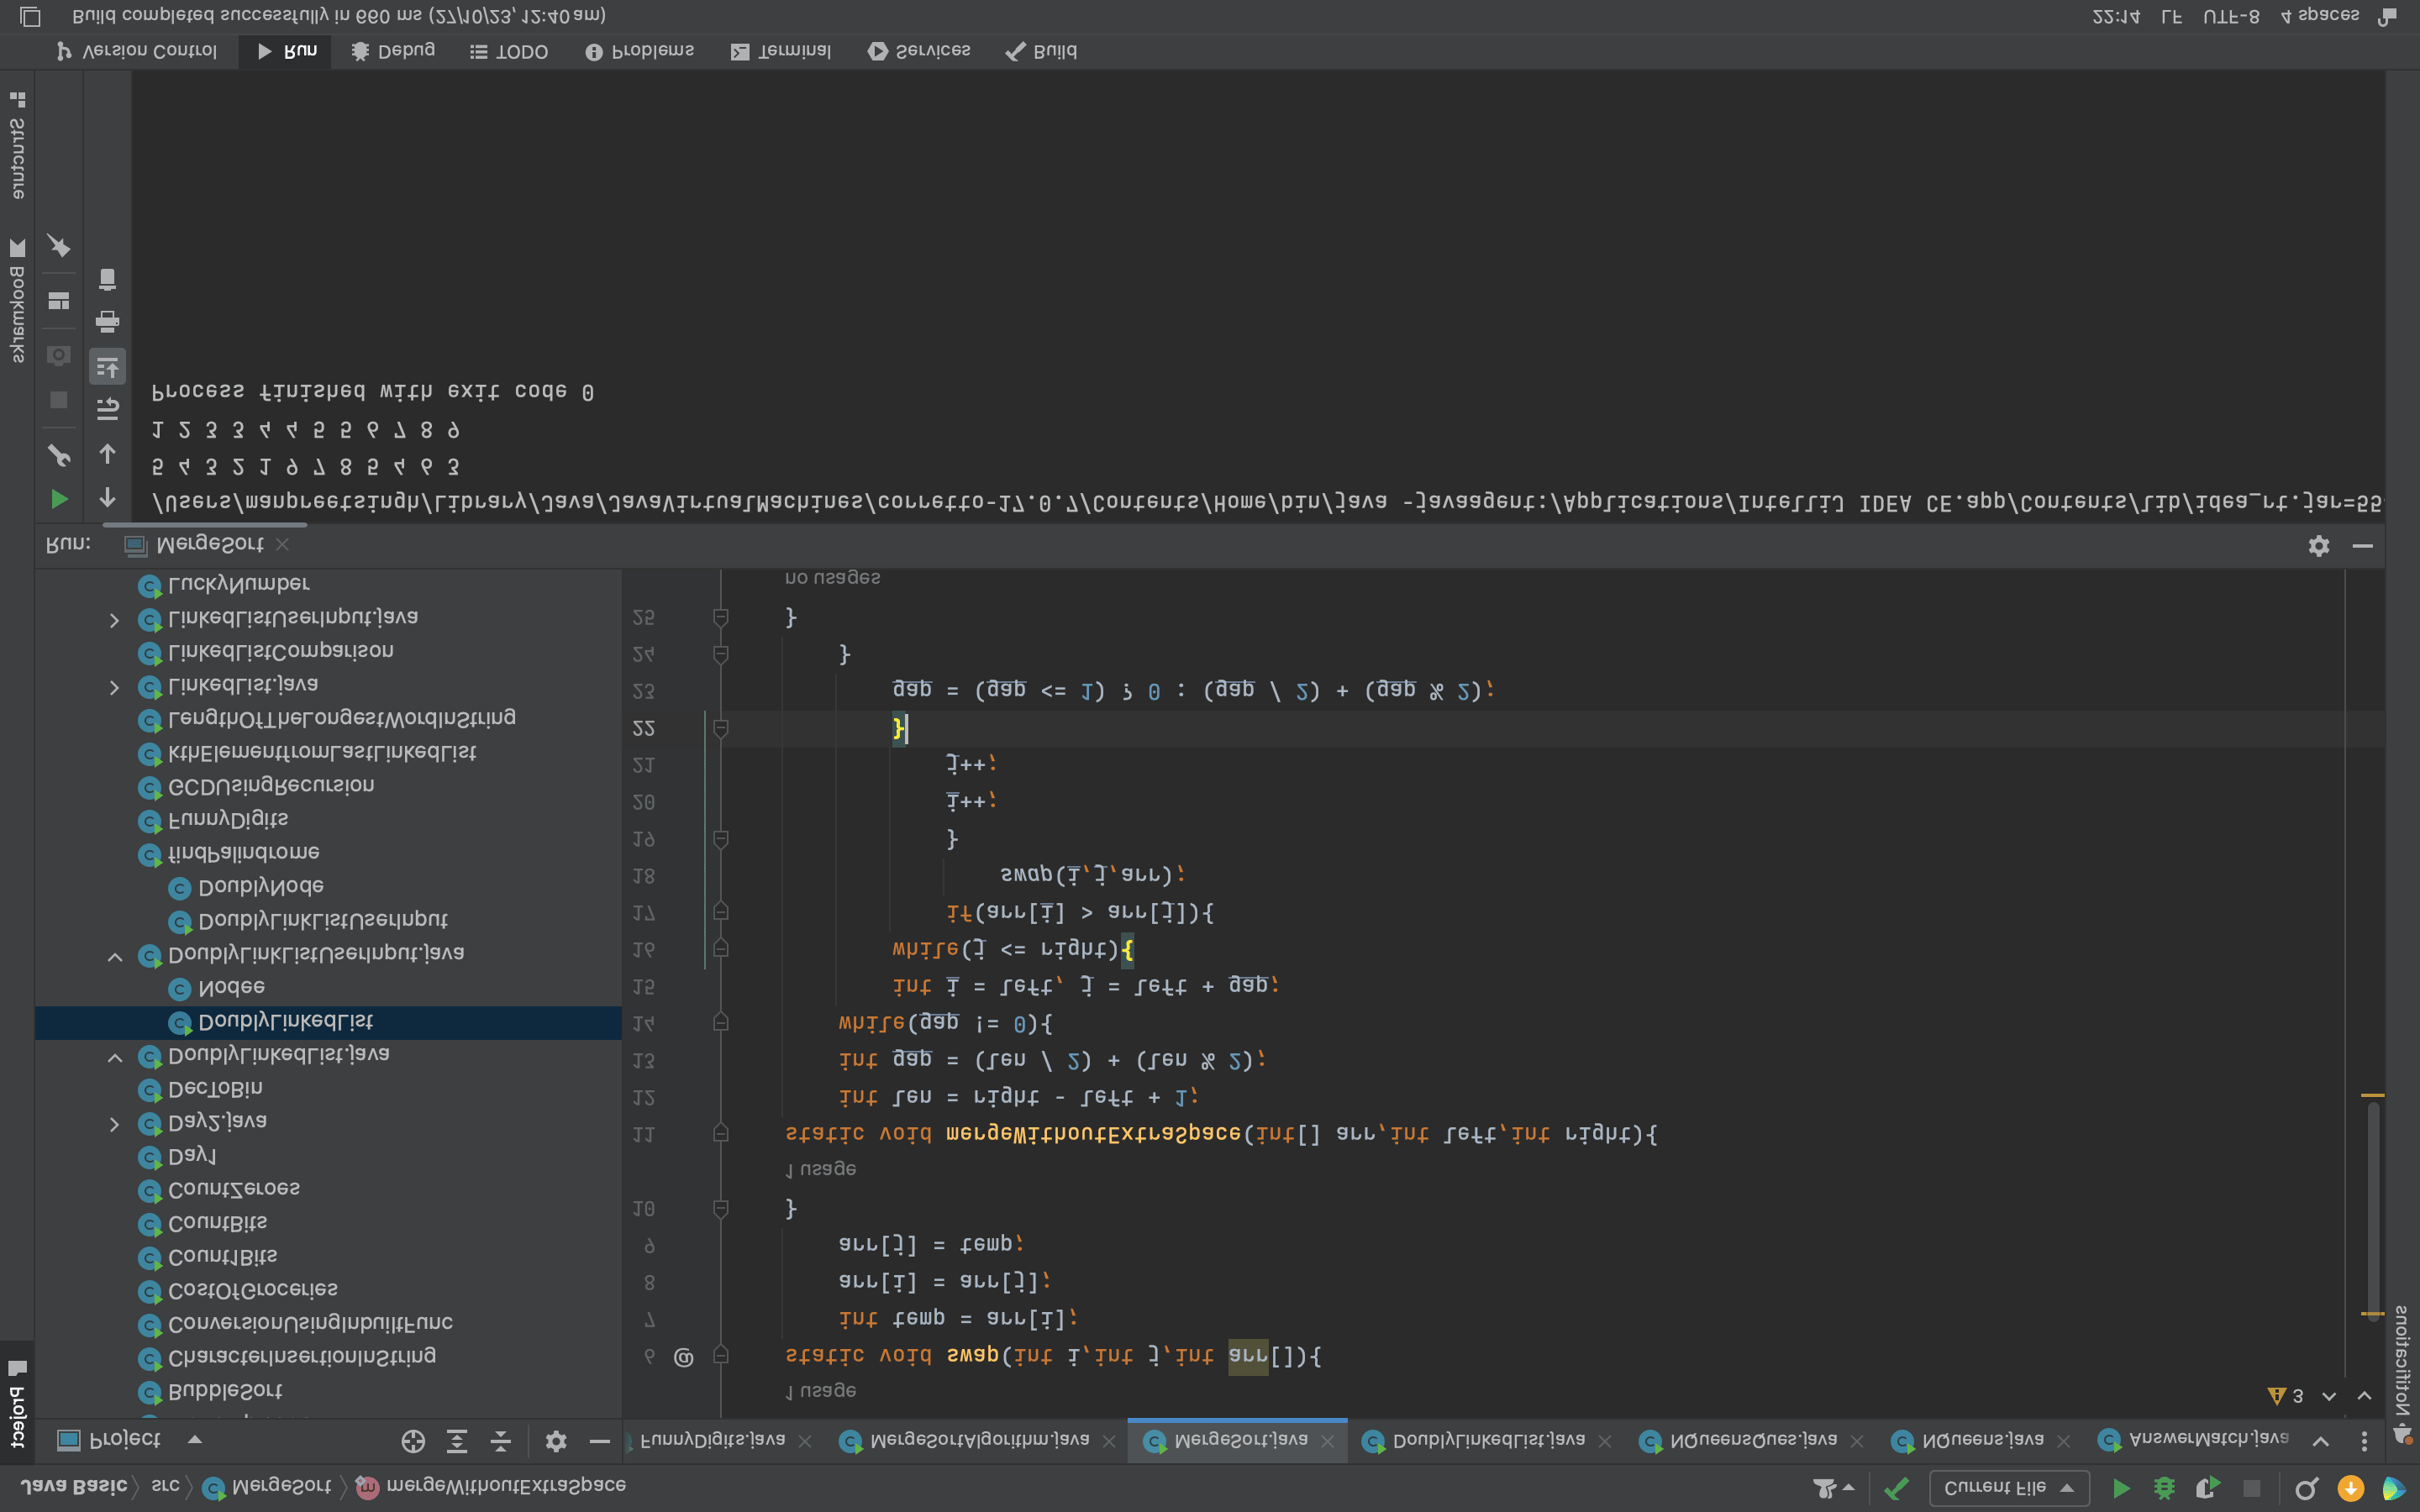 Java Basic 〉 src 〉 MergeSort 〉 mergeWithoutExtraSpace
Current File
Project
FunnyDigits.java
MergeSortAlgorithm.java
MergeSort.java
DoublyLinkedList.java
NQueensQues.java
NQueens.java
AnswerMatch.java
Project
Notifications
3
BubbleSort
CharacterInsertionInString
ConversionUsingInbuiltFunc
CostOfGroceries
Count1Bits
CountBits
CountZeroes
Day1
Day2.java
DecToBin
DoublyLinkedList.java
DoublyLinkedList
Nodee
DoublyLinkListUserInput.java
DoublyLinkListUserInput
DoublyNode
findPalindrome
FunnyDigits
GCDUsingRecursion
kthElementfromLastLinkedList
LengthOfTheLongestWordInString
LinkedList.java
LinkedListComparison
LinkedListUserInput.java
LuckyNumber
1 usage
6 @ static void swap(int i,int j,int arr[]){
7 int temp = arr[i];
8 arr[i] = arr[j];
9 arr[j] = temp;
10 }
1 usage
11 static void mergeWithoutExtraSpace(int[] arr,int left,int right){
12 int len = right - left + 1;
13 int gap = (len / 2) + (len % 2);
14 while(gap != 0){
15 int i = left, j = left + gap;
16 while(j <= right){
17 if(arr[i] > arr[j]){
18 swap(i,j,arr);
19 }
20 i++;
21 j++;
22 }
23 gap = (gap <= 1) ? 0 : (gap / 2) + (gap % 2);
24 }
25 }
no usages
Run: MergeSort
/Users/manpreetsingh/Library/Java/JavaVirtualMachines/corretto-17.0.7/Contents/Home/bin/java -javaagent:/Applications/IntelliJ IDEA CE.app/Contents/lib/idea_rt.jar=55
5 4 3 2 1 9 7 8 5 4 6 3
1 2 3 3 4 4 5 5 6 7 8 9
Process finished with exit code 0
Bookmarks
Structure
Version Control
Run
Debug
TODO
Problems
Terminal
Services
Build
Build completed successfully in 660 ms (27/10/23, 12:40 am)
22:14 LF UTF-8 4 spaces